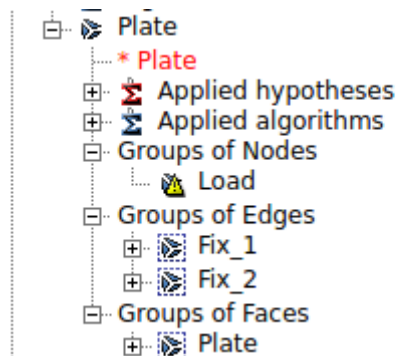 Plate
* Plate
Applied hypotheses
Applied algorithms
Groups of Nodes
Load
Groups of Edges
Fix_1
Fix_2
Groups of Faces
Plate